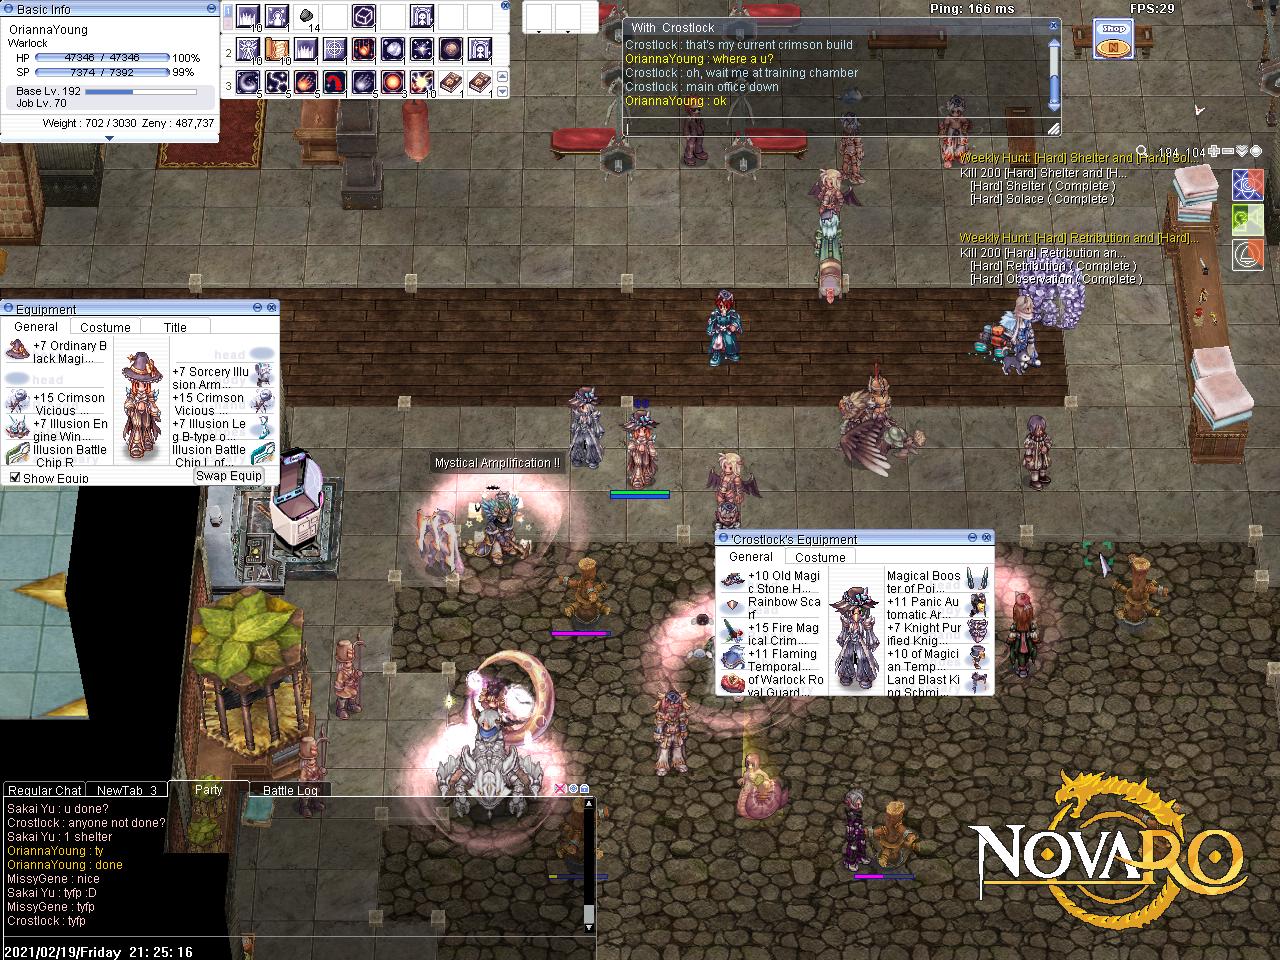 Basic Info
OriannaYoung
Warlock
HP 47346 / 47346 100%
SP 7374 / 7392 99%
Base Lv. 192
Job Lv. 70
Weight : 702 / 3030 Zeny : 487,737
With Crostlock
Crostlock : that's my current crimson build
OriannaYoung : where a u?
Crostlock : oh, wait me at training chamber
Crostlock : main office down
OriannaYoung : ok
Ping: 166 ms
FPS:29
Shop
194 104
Weekly Hunt: [Hard] Shelter and [Hard] Sol...
Kill 200 [Hard] Shelter and [H...
[Hard] Shelter ( Complete )
[Hard] Solace ( Complete )
Weekly Hunt: [Hard] Retribution and [Hard]...
Kill 200 [Hard] Retribution an...
[Hard] Retribution ( Complete )
[Hard] Observation ( Complete )
Equipment
General Costume Title
+7 Ordinary B
lack Magi...
head
head
+7 Sorcery Illu
sion Arm...
+15 Crimson
Vicious ...
+15 Crimson
Vicious ...
+7 Illusion En
gine Win...
+7 Illusion Le
g B-type o...
Illusion Battle
Chip R
Illusion Battle
Chip L of...
Show Equip
Swap Equip
Mystical Amplification !!
'Crostlock's Equipment
General Costume
+10 Old Magi
c Stone H...
Magical Boos
ter of Poi...
Rainbow Sca
rf
+11 Panic Au
tomatic Ar...
+15 Fire Mag
ical Crim...
+7 Knight Pur
ified Knig...
+11 Flaming
Temporal...
+10 of Magici
an Temp...
of Warlock Ro
yal Guard...
Land Blast Ki
ng Schmi...
Regular Chat NewTab_3 Party Battle Log
Sakai Yu : u done?
Crostlock : anyone not done?
Sakai Yu : 1 shelter
OriannaYoung : ty
OriannaYoung : done
MissyGene : nice
Sakai Yu : tyfp :D
MissyGene : tyfp
Crostlock : tyfp
2021/02/19/Friday 21: 25: 16
NOVARO